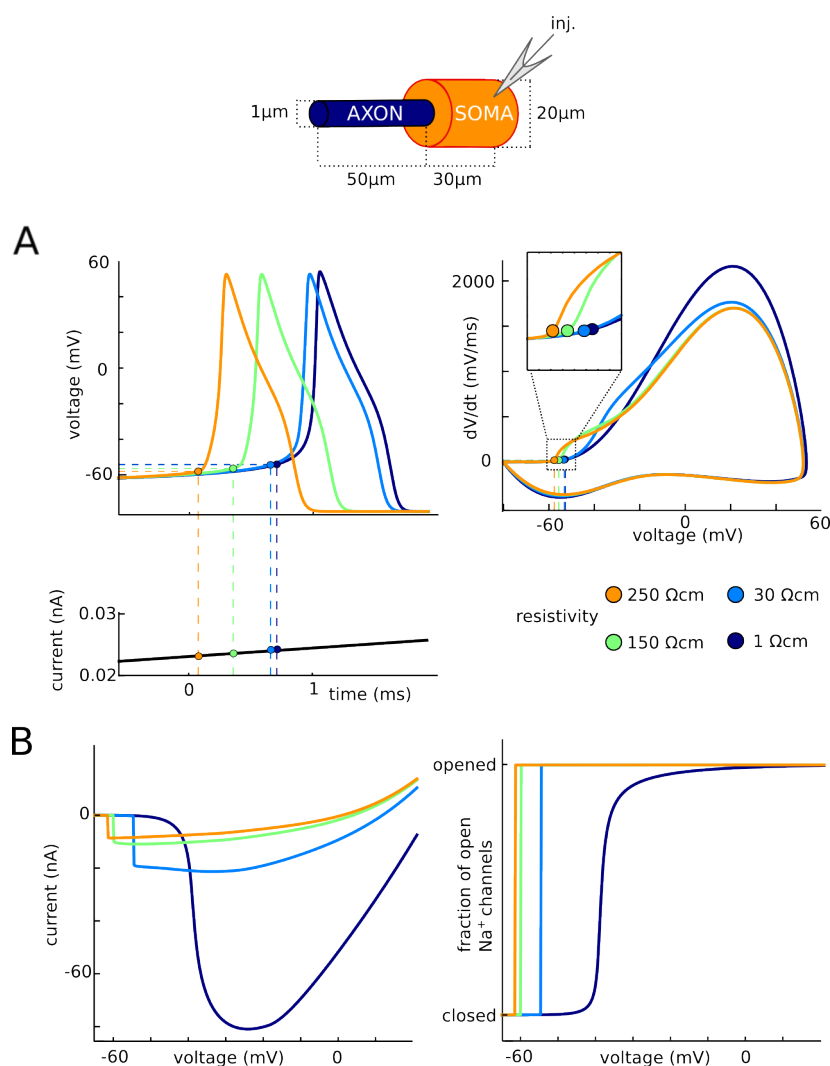 inj.
1μm
AXON
SOMA
20μm
50μm
30μm
A
60
0
-60
voltage (mV)
2000
0
dV/dt (mV/ms)
-60
0
60
voltage (mV)
0.03
0.02
current (nA)
0
1
time (ms)
resistivity
250 Ωcm
30 Ωcm
150 Ωcm
1 Ωcm
B
0
-60
current (nA)
-60
voltage (mV)
0
opened
closed
fraction of open
Na⁺ channels
-60
voltage (mV)
0